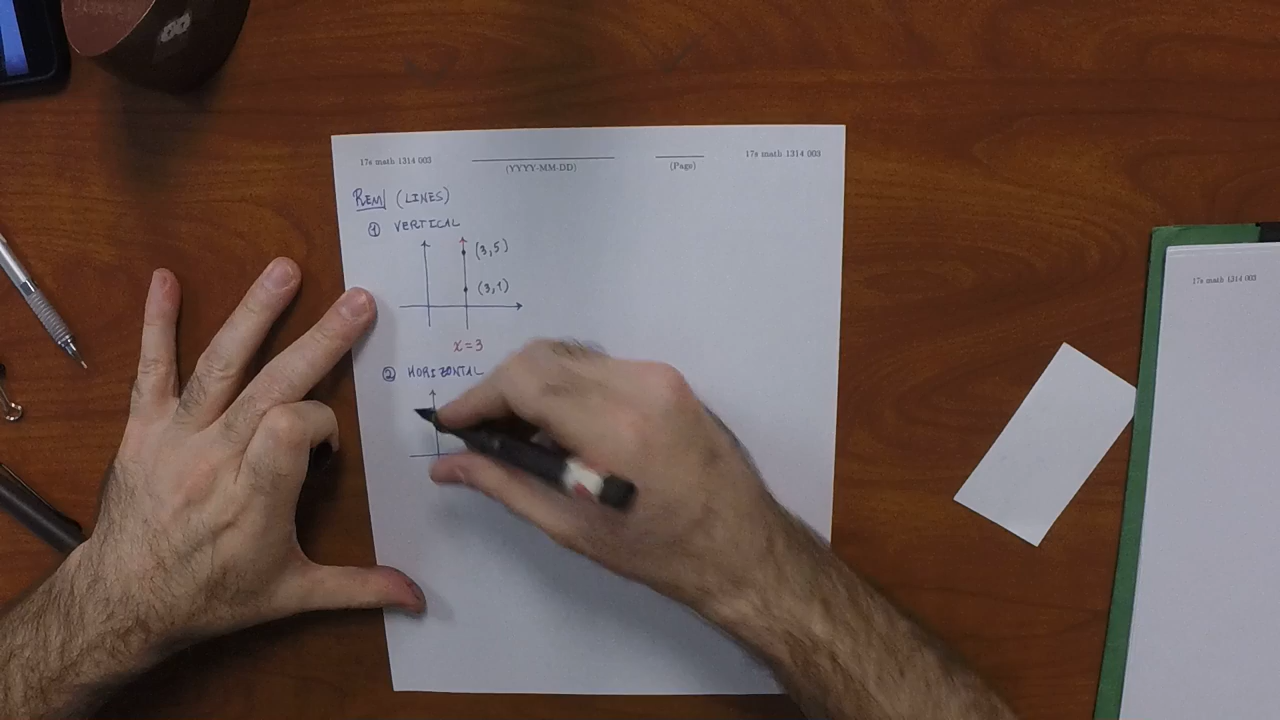 17s math 1314 003
(YYYY-MM-DD)
(Page)
17s math 1314 003
REM (LINES)
① VERTICAL
(3,5)
(3,1)
x=3
② HORIZONTAL
17s math 1314 003